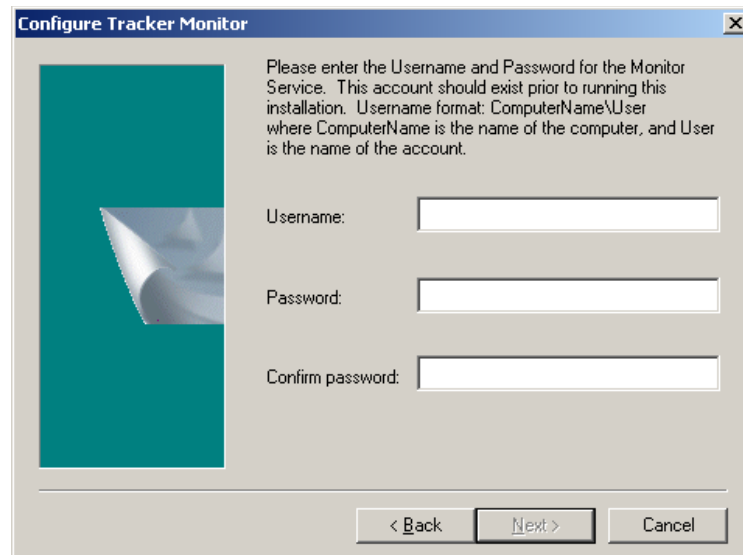 Configure Tracker Monitor
Please enter the Username and Password for the Monitor
Service. This account should exist prior to running this
installation. Username format: ComputerName\User
where ComputerName is the name of the computer, and User
is the name of the account.
Username:
Password:
Confirm password:
< Back
Next >
Cancel